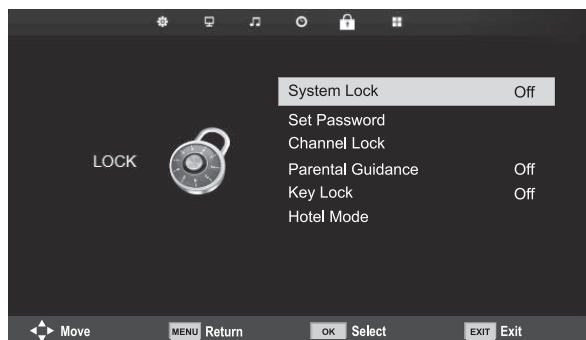 LOCK
System Lock Off
Set Password
Channel Lock
Parental Guidance Off
Key Lock Off
Hotel Mode
Move MENU Return OK Select EXIT Exit